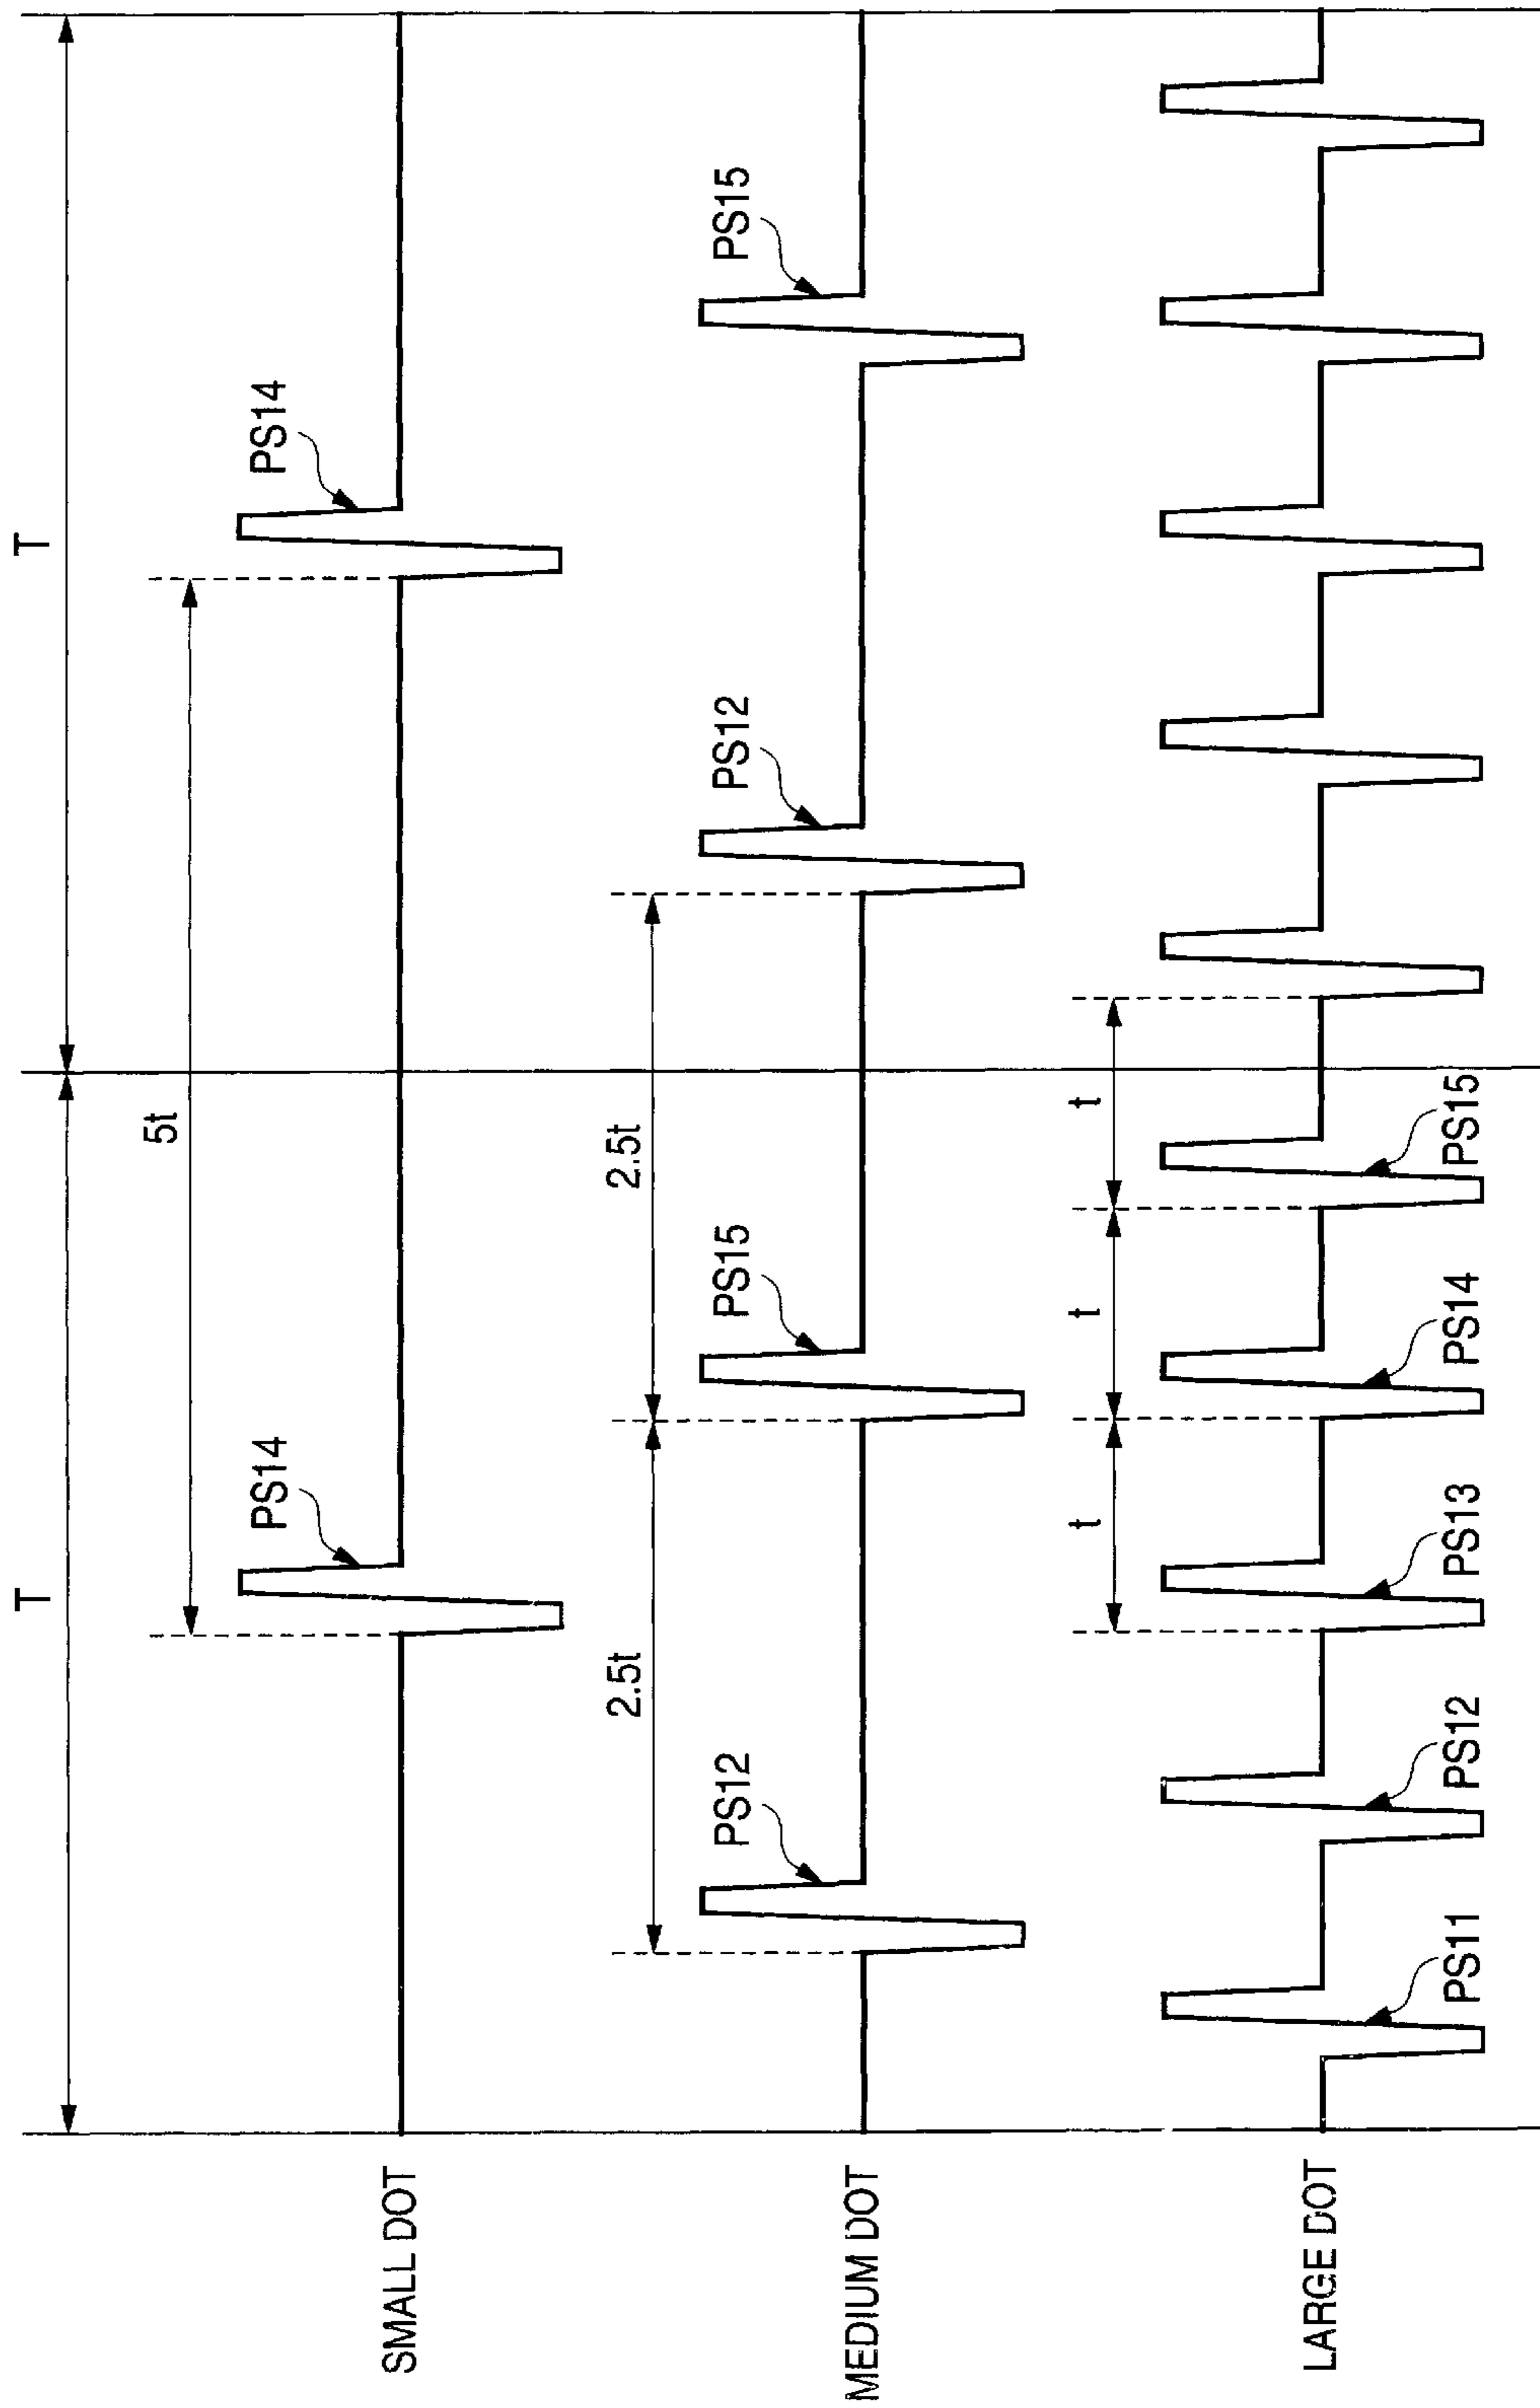 T
T
5t
PS14
PS14
SMALL DOT
2.5t
2.5t
PS12
PS15
PS12
PS15
MEDIUM DOT
t
t
t
LARGE DOT
PS11
PS12
PS13
PS14
PS15